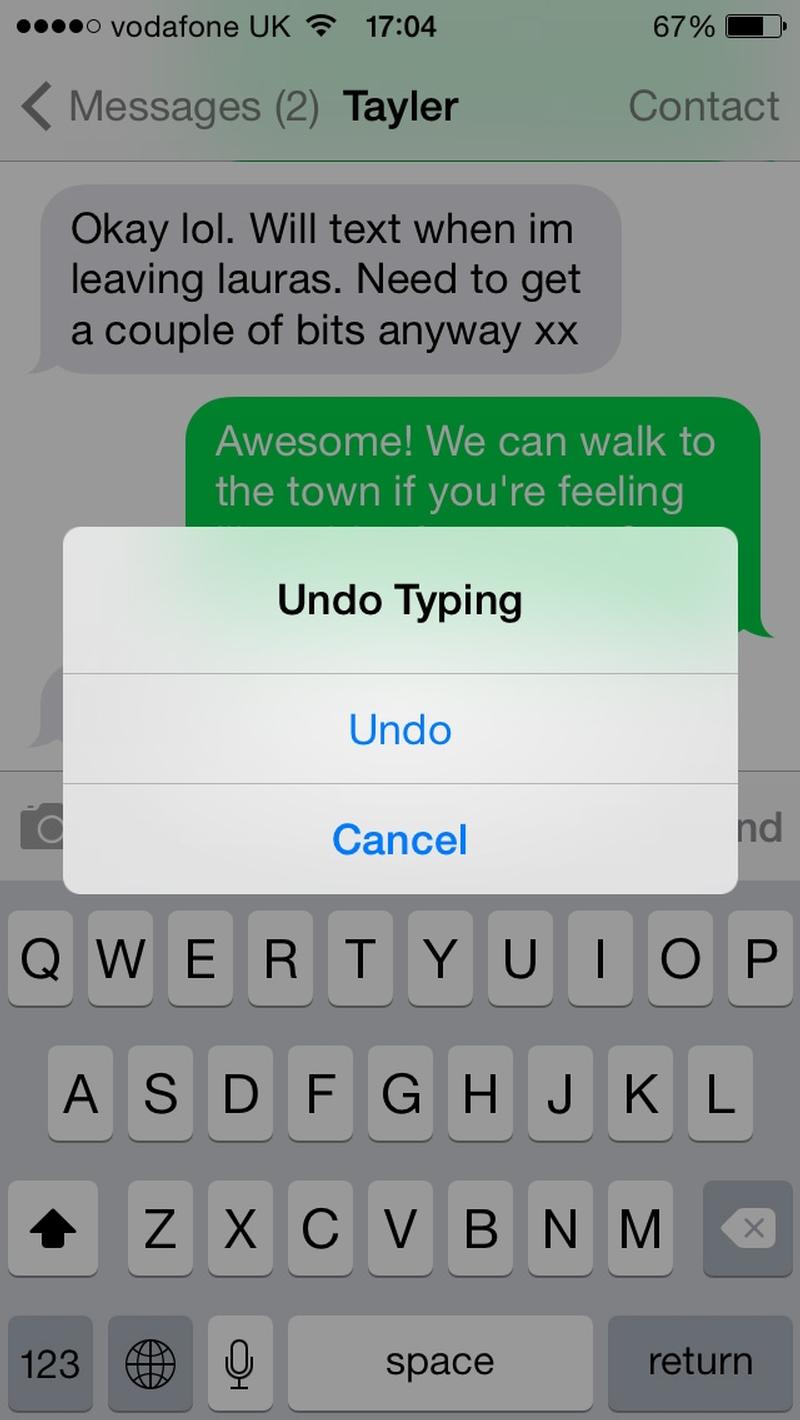 vodafone UK 17:04 67%
Messages (2) Tayler Contact
Okay lol. Will text when im
leaving lauras. Need to get
a couple of bits anyway xx
Awesome! We can walk to
the town if you're feeling
Undo Typing
Undo
Cancel
Q W E R T Y U I O P
A S D F G H J K L
Z X C V B N M
123 space return